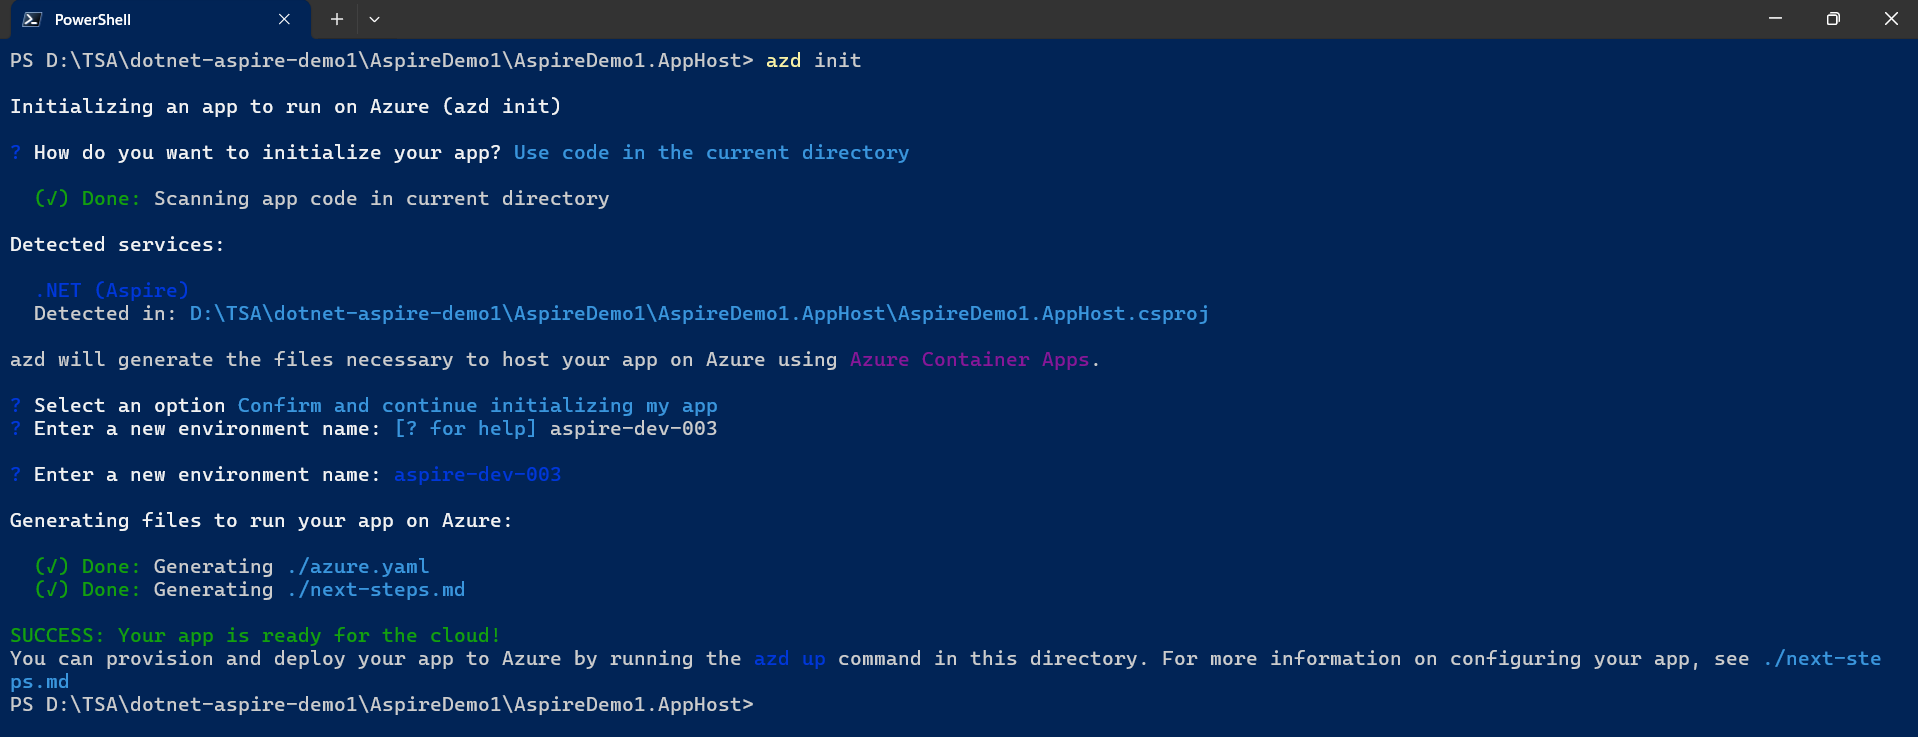 PowerShell
PS D:\TSA\dotnet-aspire-demo1\AspireDemo1\AspireDemo1.AppHost> azd init
Initializing an app to run on Azure (azd init)
? How do you want to initialize your app? Use code in the current directory
(✓) Done: Scanning app code in current directory
Detected services:
.NET (Aspire)
Detected in: D:\TSA\dotnet-aspire-demo1\AspireDemo1\AspireDemo1.AppHost\AspireDemo1.AppHost.csproj
azd will generate the files necessary to host your app on Azure using Azure Container Apps.
? Select an option Confirm and continue initializing my app
? Enter a new environment name: [? for help] aspire-dev-003
? Enter a new environment name: aspire-dev-003
Generating files to run your app on Azure:
(✓) Done: Generating ./azure.yaml
(✓) Done: Generating ./next-steps.md
SUCCESS: Your app is ready for the cloud!
You can provision and deploy your app to Azure by running the azd up command in this directory. For more information on configuring your app, see ./next-ste
ps.md
PS D:\TSA\dotnet-aspire-demo1\AspireDemo1\AspireDemo1.AppHost>